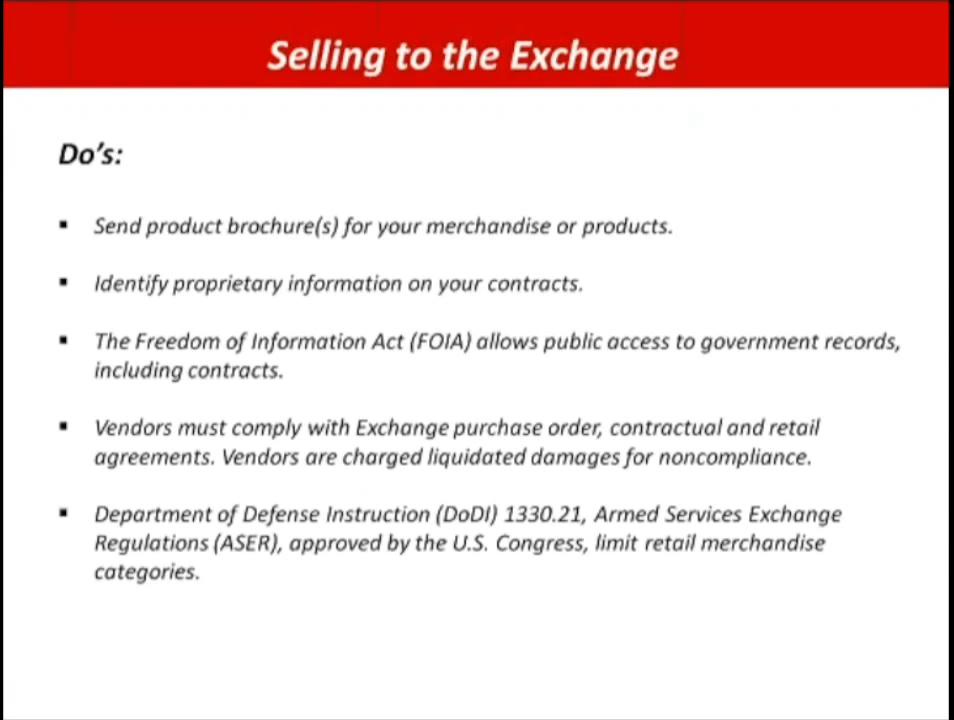 Selling to the Exchange
Do's:
▪ Send product brochure(s) for your merchandise or products.
▪ Identify proprietary information on your contracts.
▪ The Freedom of Information Act (FOIA) allows public access to government records,
including contracts.
▪ Vendors must comply with Exchange purchase order, contractual and retail
agreements. Vendors are charged liquidated damages for noncompliance.
▪ Department of Defense Instruction (DoDI) 1330.21, Armed Services Exchange
Regulations (ASER), approved by the U.S. Congress, limit retail merchandise
categories.